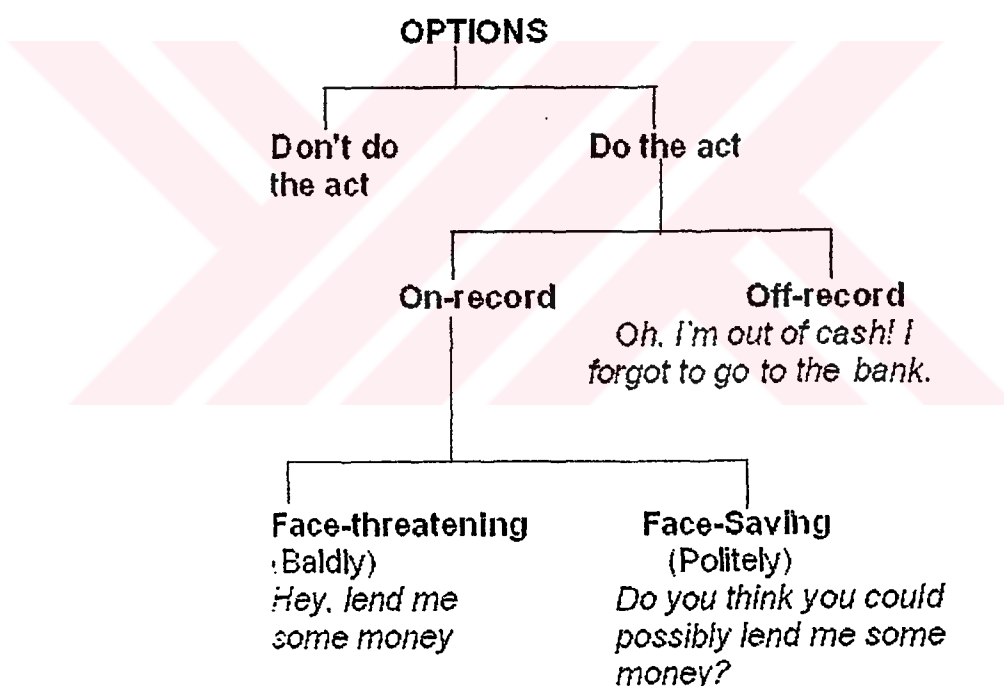 OPTIONS
Don't do
the act
Do the act
On-record
Off-record
Oh, I'm out of cash! I
forgot to go to the bank.
Face-threatening
(Baldly)
Hey, lend me
some money
Face-Saving
(Politely)
Do you think you could
possibly lend me some
money?